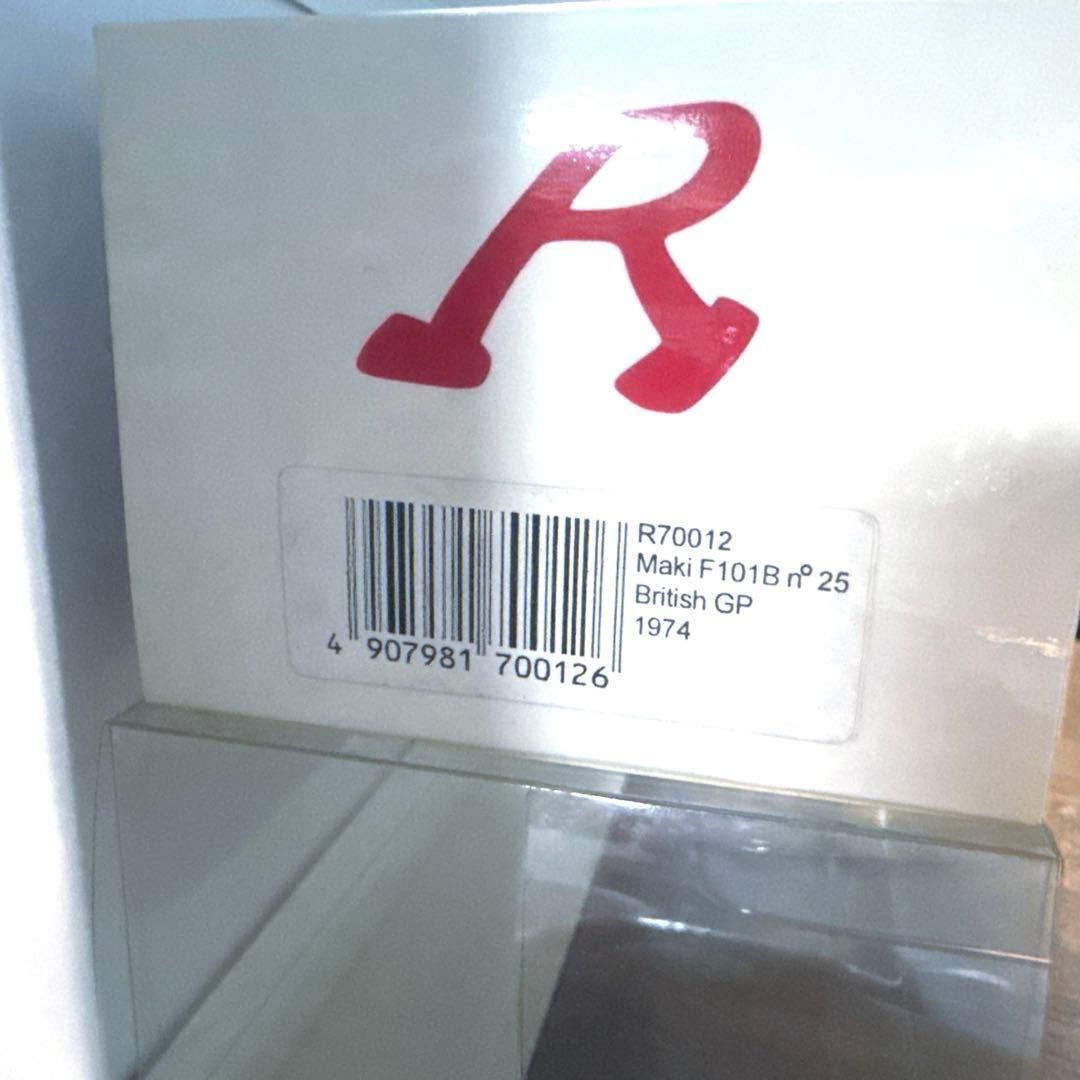 R
R70012
Maki F101B nº 25
British GP
1974
4 907981 700126